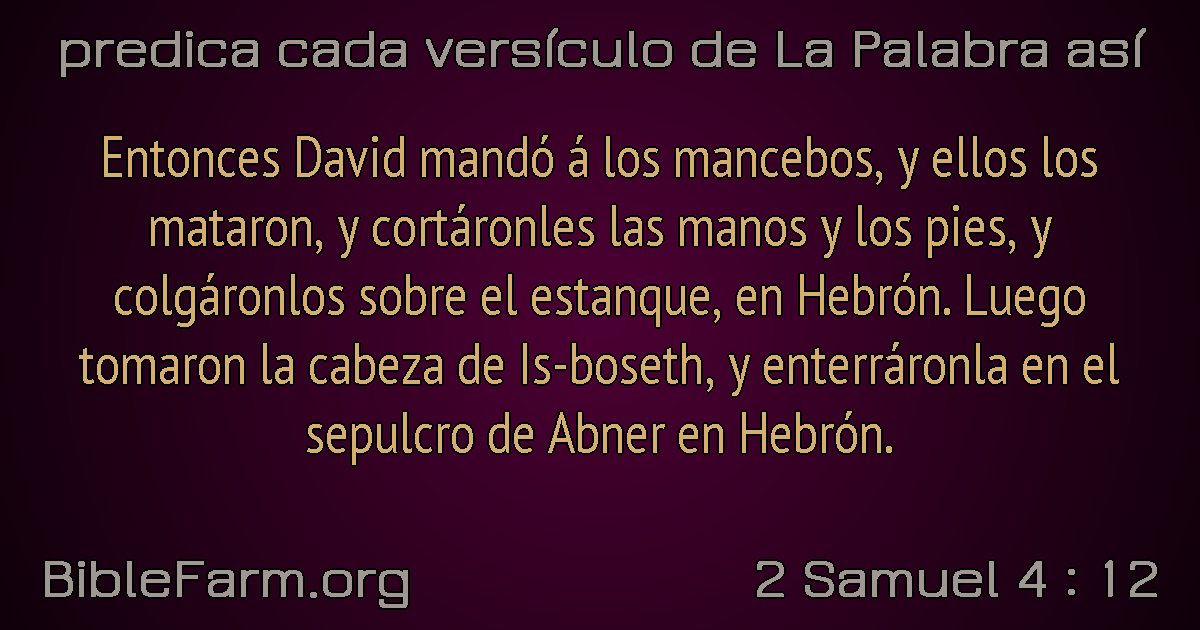 predica cada versículo de La Palabra así
Entonces David mandó á los mancebos, y ellos los
mataron, y cortáronles las manos y los pies, y
colgáronlos sobre el estanque, en Hebrón. Luego
tomaron la cabeza de Is-boseth, y enterráronla en el
sepulcro de Abner en Hebrón.
BibleFarm.org
2 Samuel 4 : 12